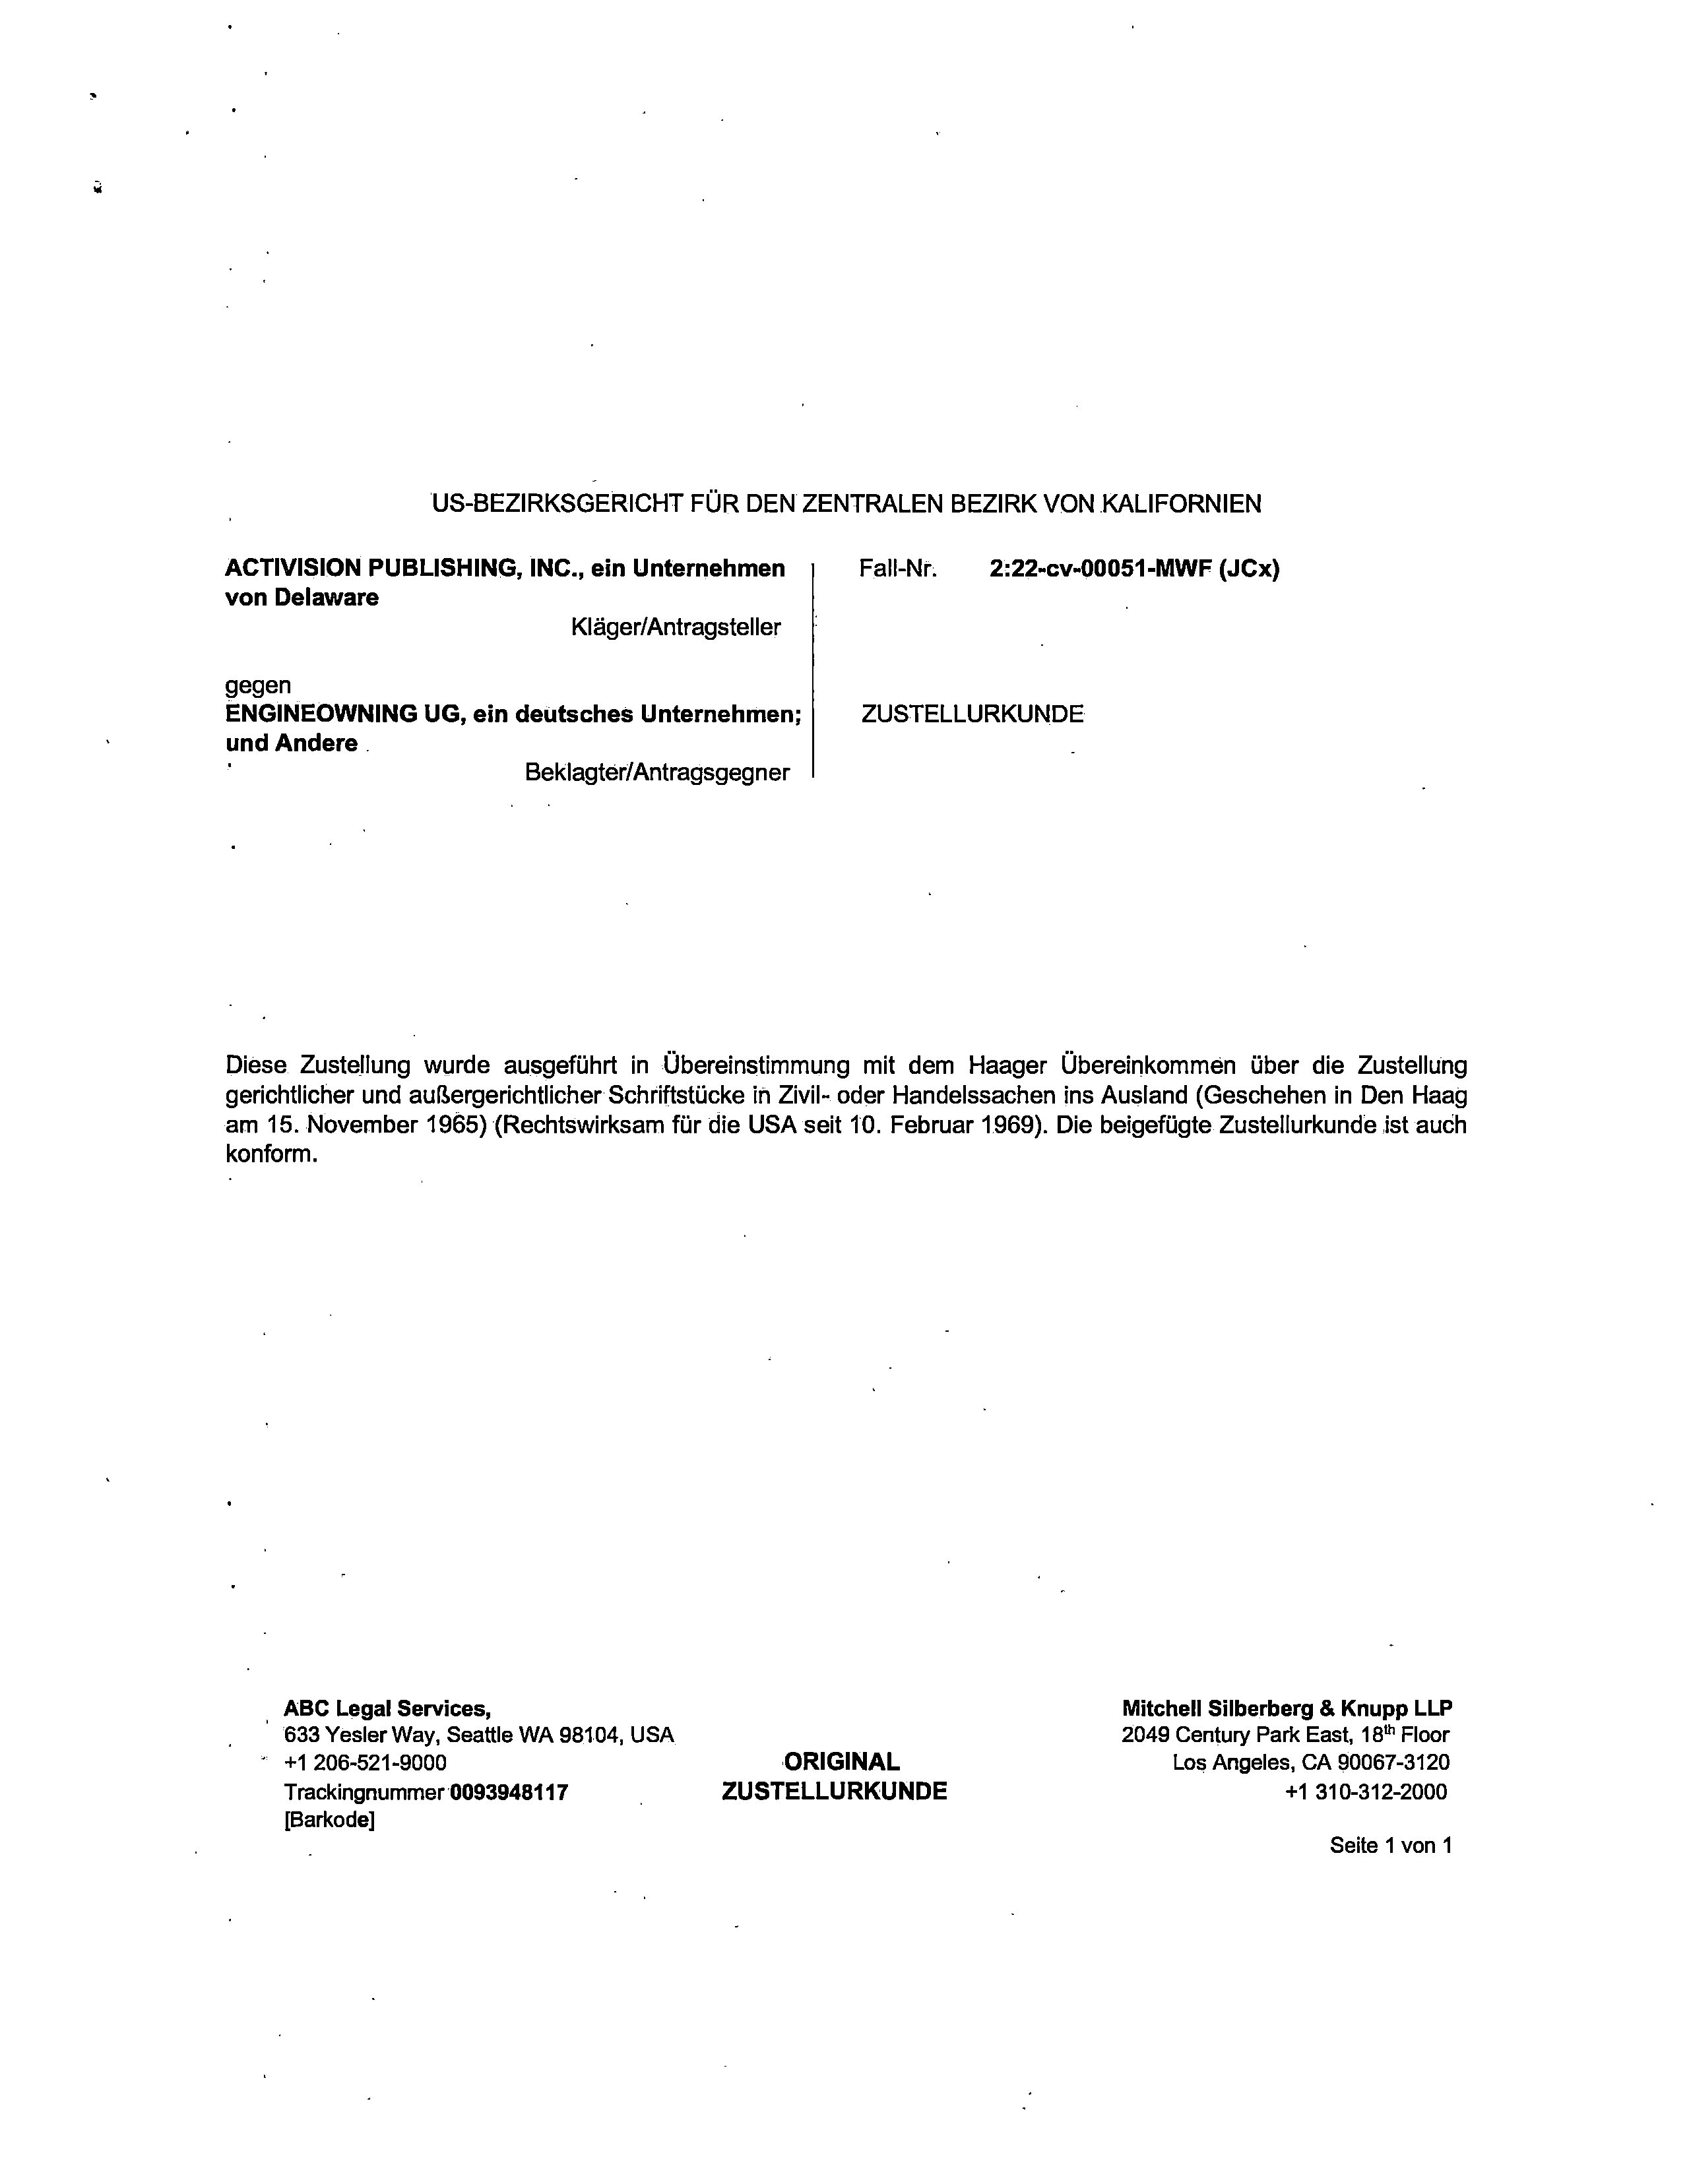 US-BEZIRKSGERICHT FÜR DEN ZENTRALEN BEZIRK VON KALIFORNIEN
ACTIVISION PUBLISHING, INC., ein Unternehmen
von Delaware
Kläger/Antragsteller
Fall-Nr. 2:22-cv-00051-MWF (JCx)
gegen
ENGINEOWNING UG, ein deutsches Unternehmen;
und Andere
Beklagter/Antragsgegner
ZUSTELLURKUNDE
Diese Zustellung wurde ausgeführt in Übereinstimmung mit dem Haager Übereinkommen über die Zustellung
gerichtlicher und außergerichtlicher Schriftstücke in Zivil- oder Handelssachen ins Ausland (Geschehen in Den Haag
am 15. November 1965) (Rechtswirksam für die USA seit 10. Februar 1969). Die beigefügte Zustellurkunde ist auch
konform.
ABC Legal Services,
633 Yesler Way, Seattle WA 98104, USA
+1 206-521-9000
Trackingnummer 0093948117
[Barkode]
ORIGINAL
ZUSTELLURKUNDE
Mitchell Silberberg & Knupp LLP
2049 Century Park East, 18th Floor
Los Angeles, CA 90067-3120
+1 310-312-2000
Seite 1 von 1